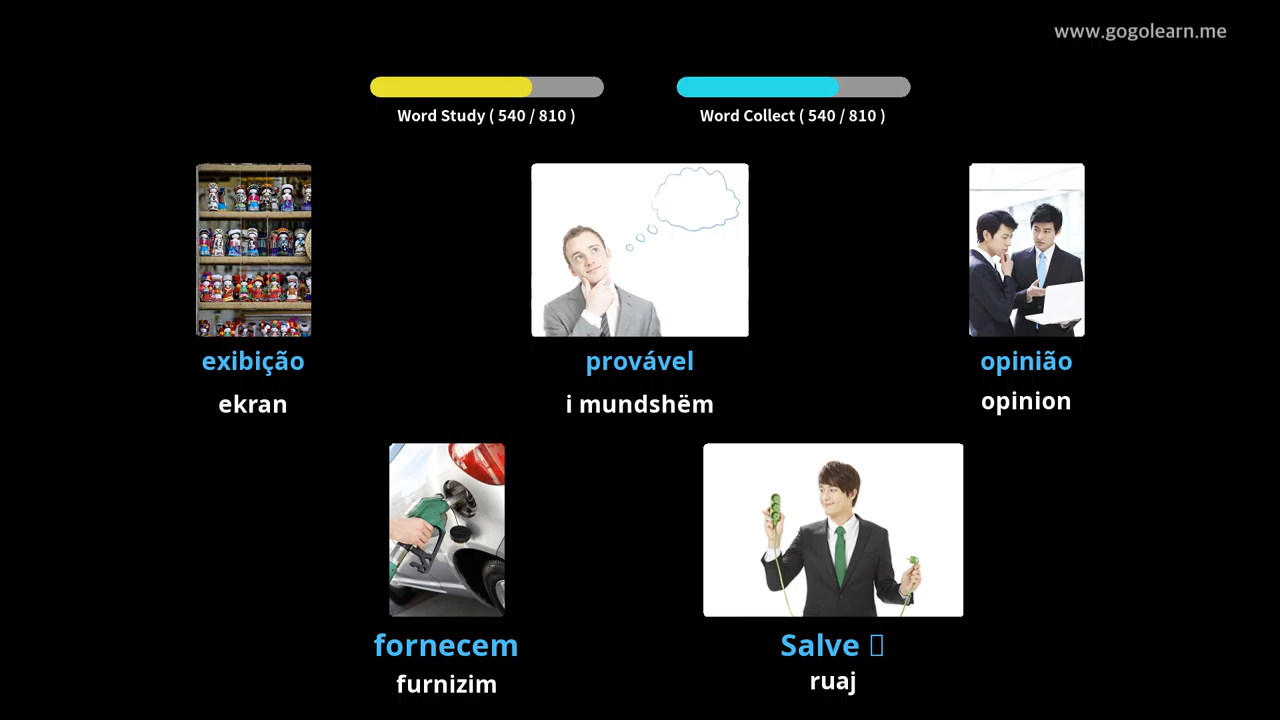 www.gogolearn.me
Word Study ( 540 / 810 )
Word Collect ( 540 / 810 )
exibição
provável
opinião
ekran
i mundshëm
opinion
fornecem
Salve
furnizim
ruaj